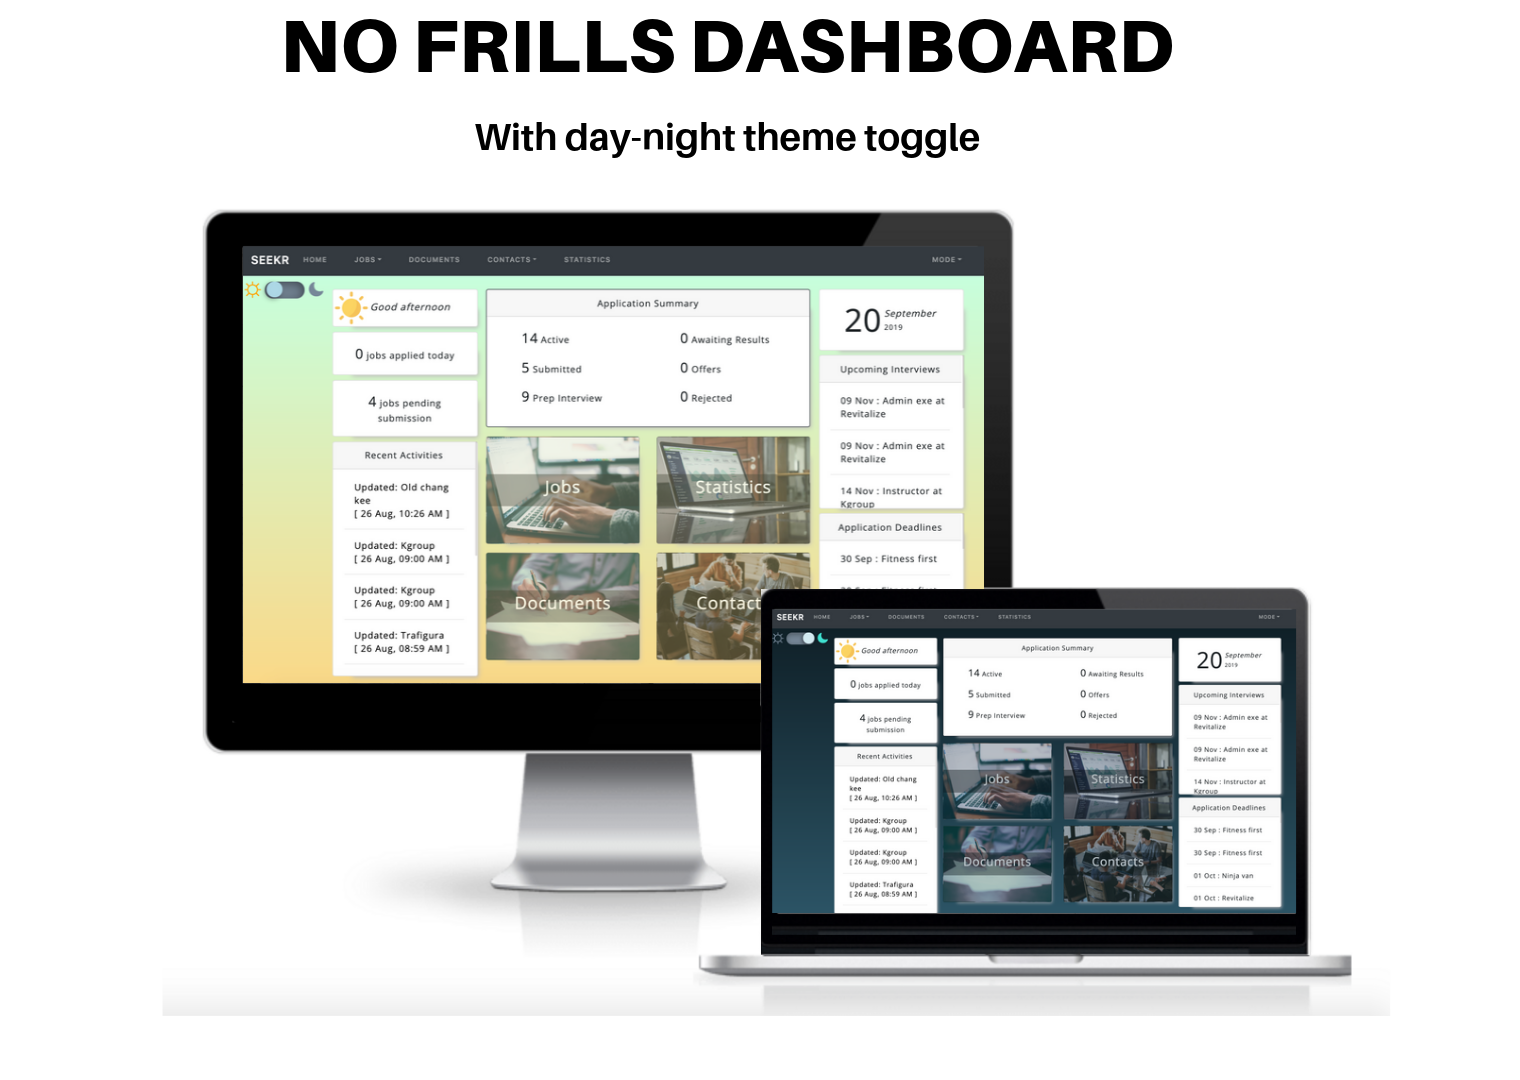 NO FRILLS DASHBOARD
With day-night theme toggle
SEEKR HOME JOBS DOCUMENTS CONTACTS STATISTICS MODE
Good afternoon
0 jobs applied today
4 jobs pending
submission
Recent Activities
Updated: Old chang
kee
[ 26 Aug, 10:26 AM ]
Updated: Kgroup
[ 26 Aug, 09:00 AM ]
Updated: Kgroup
[ 26 Aug, 09:00 AM ]
Updated: Trafigura
[ 26 Aug, 08:59 AM ]
Application Summary
14 Active
0 Awaiting Results
5 Submitted
0 Offers
9 Prep Interview
0 Rejected
Jobs
Statistics
Documents
Contact
20 September
2019
Upcoming Interviews
09 Nov : Admin exe at
Revitalize
09 Nov : Admin exe at
Revitalize
14 Nov : Instructor at
Kgroup
Application Deadlines
30 Sep : Fitness first
SEEKR HOME JOBS DOCUMENTS CONTACTS STATISTICS MODE
Good afternoon
0 jobs applied today
4 jobs pending
submission
Recent Activities
Updated: Old chang
kee
[ 26 Aug, 10:26 AM ]
Updated: Kgroup
[ 26 Aug, 09:00 AM ]
Updated: Kgroup
[ 26 Aug, 09:00 AM ]
Updated: Trafigura
[ 26 Aug, 08:59 AM ]
Application Summary
14 Active
0 Awaiting Results
5 Submitted
0 Offers
9 Prep Interview
0 Rejected
Jobs
Statistics
Documents
Contacts
20 September
2019
Upcoming Interviews
09 Nov : Admin exe at
Revitalize
09 Nov : Admin exe at
Revitalize
14 Nov : Instructor at
Kgroup
Application Deadlines
30 Sep : Fitness first
30 Sep : Fitness first
01 Oct : Ninja van
01 Oct : Revitalize